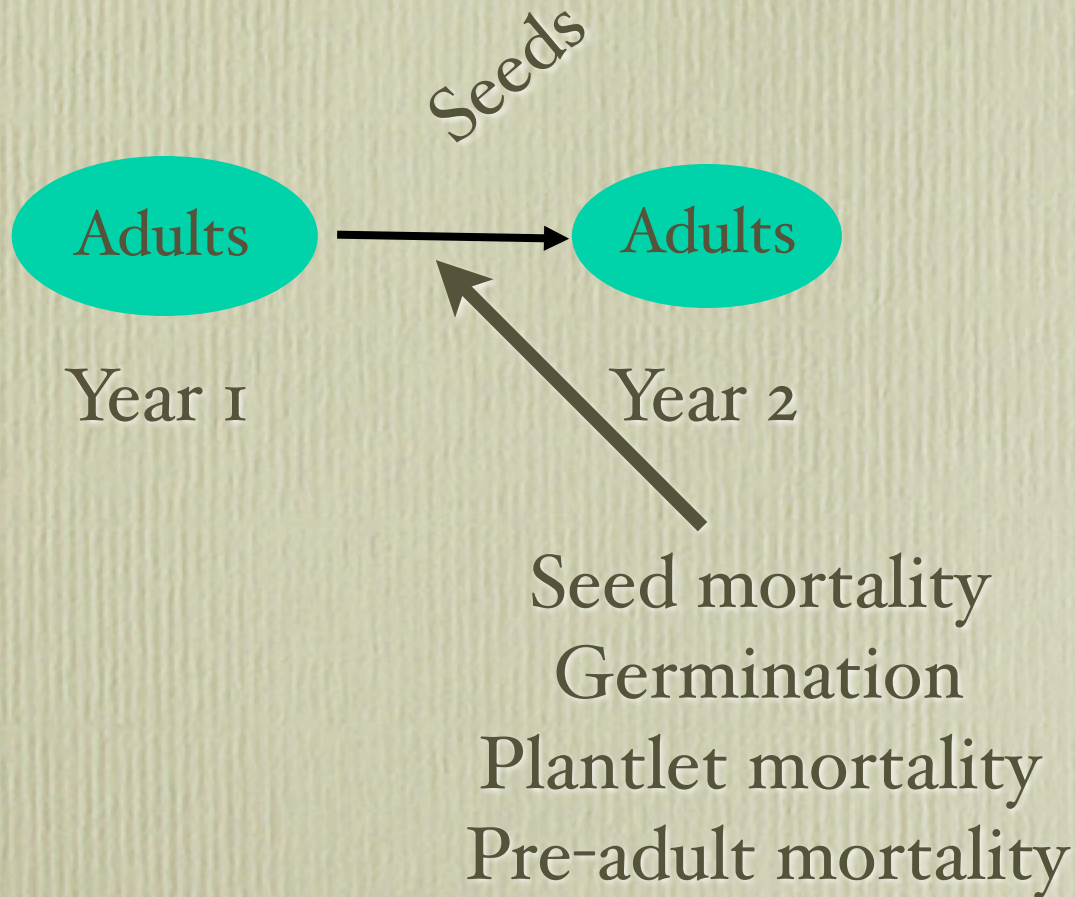 Seeds
Adults
Adults
Year 1
Year 2
Seed mortality
Germination
Plantlet mortality
Pre-adult mortality